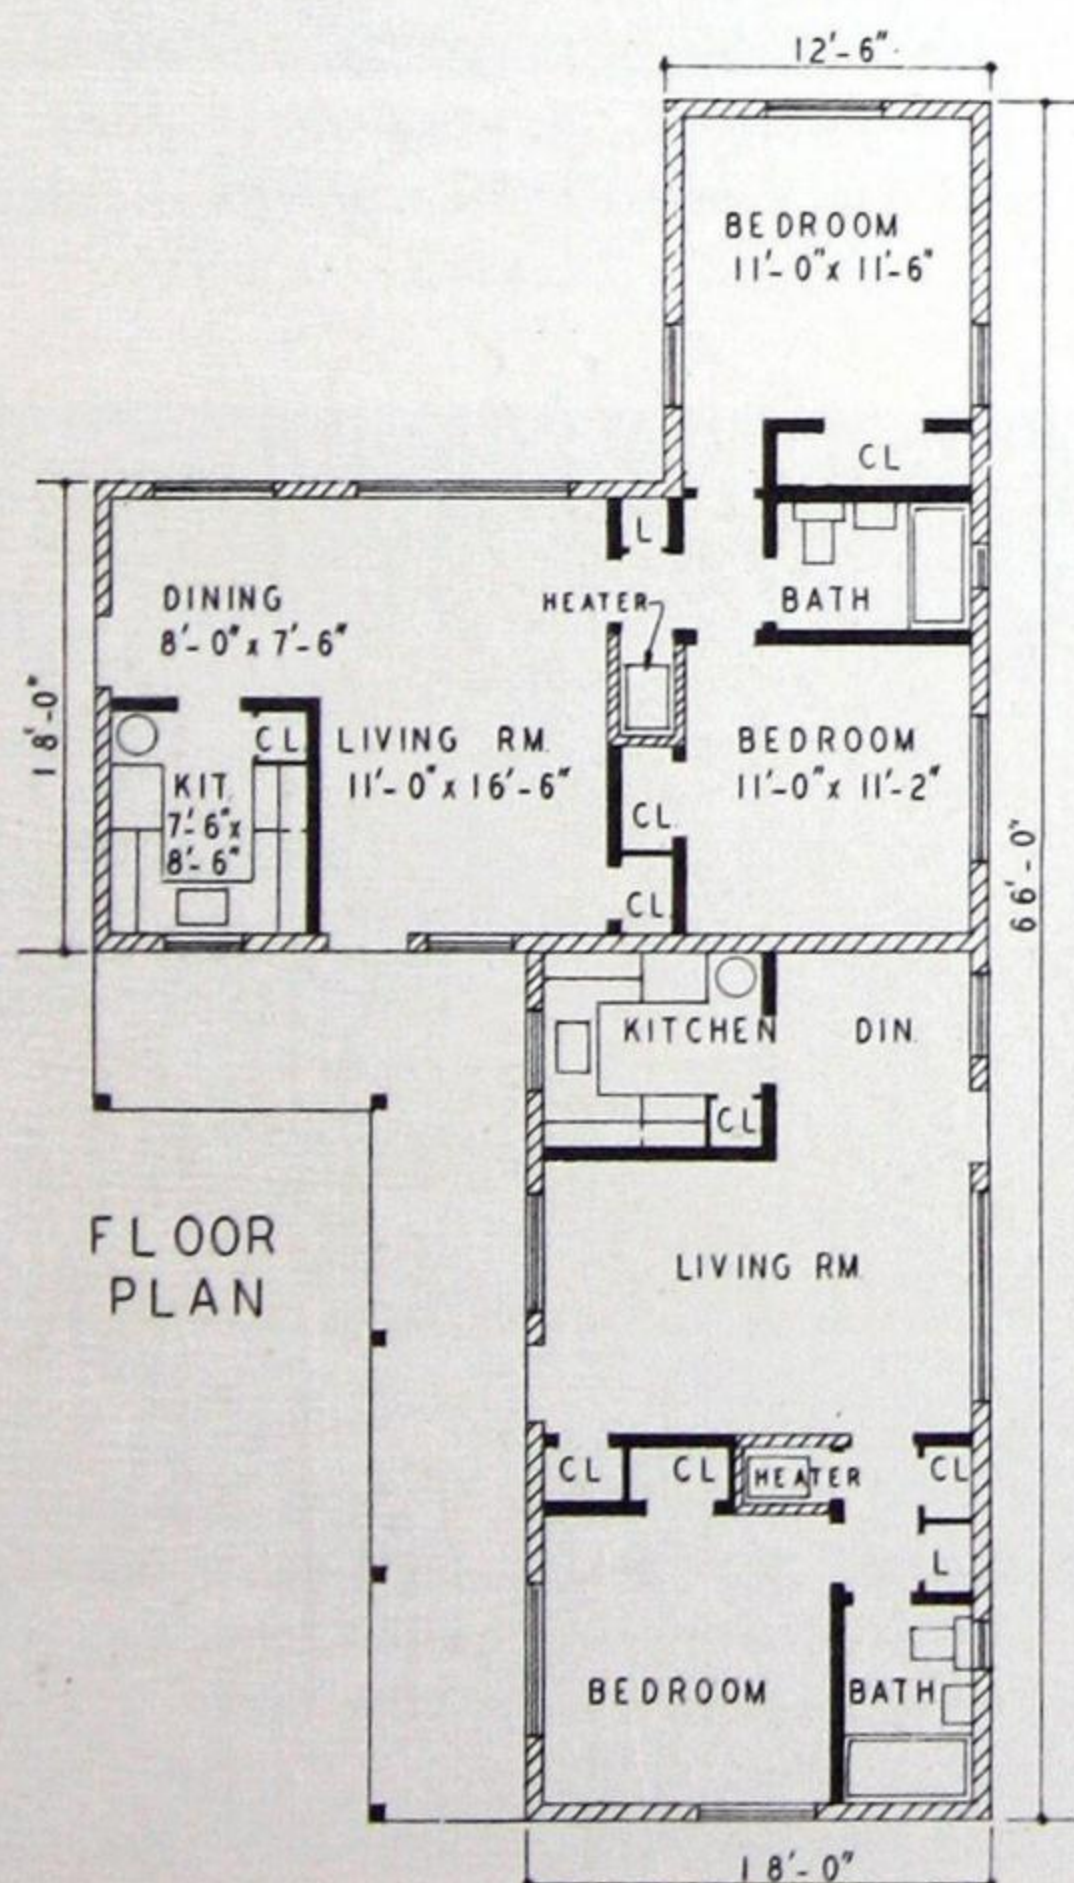 12'-6"
BEDROOM
11'-0" x 11'-6"
CL
L
HEATER
BATH
DINING
8'-0" x 7'-6"
18'-0"
CL
LIVING RM.
11'-0" x 16'-6"
BEDROOM
11'-0" x 11'-2"
KIT.
7'-6" x
8'-6"
CL.
CL.
66'-0"
KITCHEN
DIN.
CL
FLOOR
PLAN
LIVING RM.
CL
CL
HEATER
CL
L
BEDROOM
BATH
18'-0"